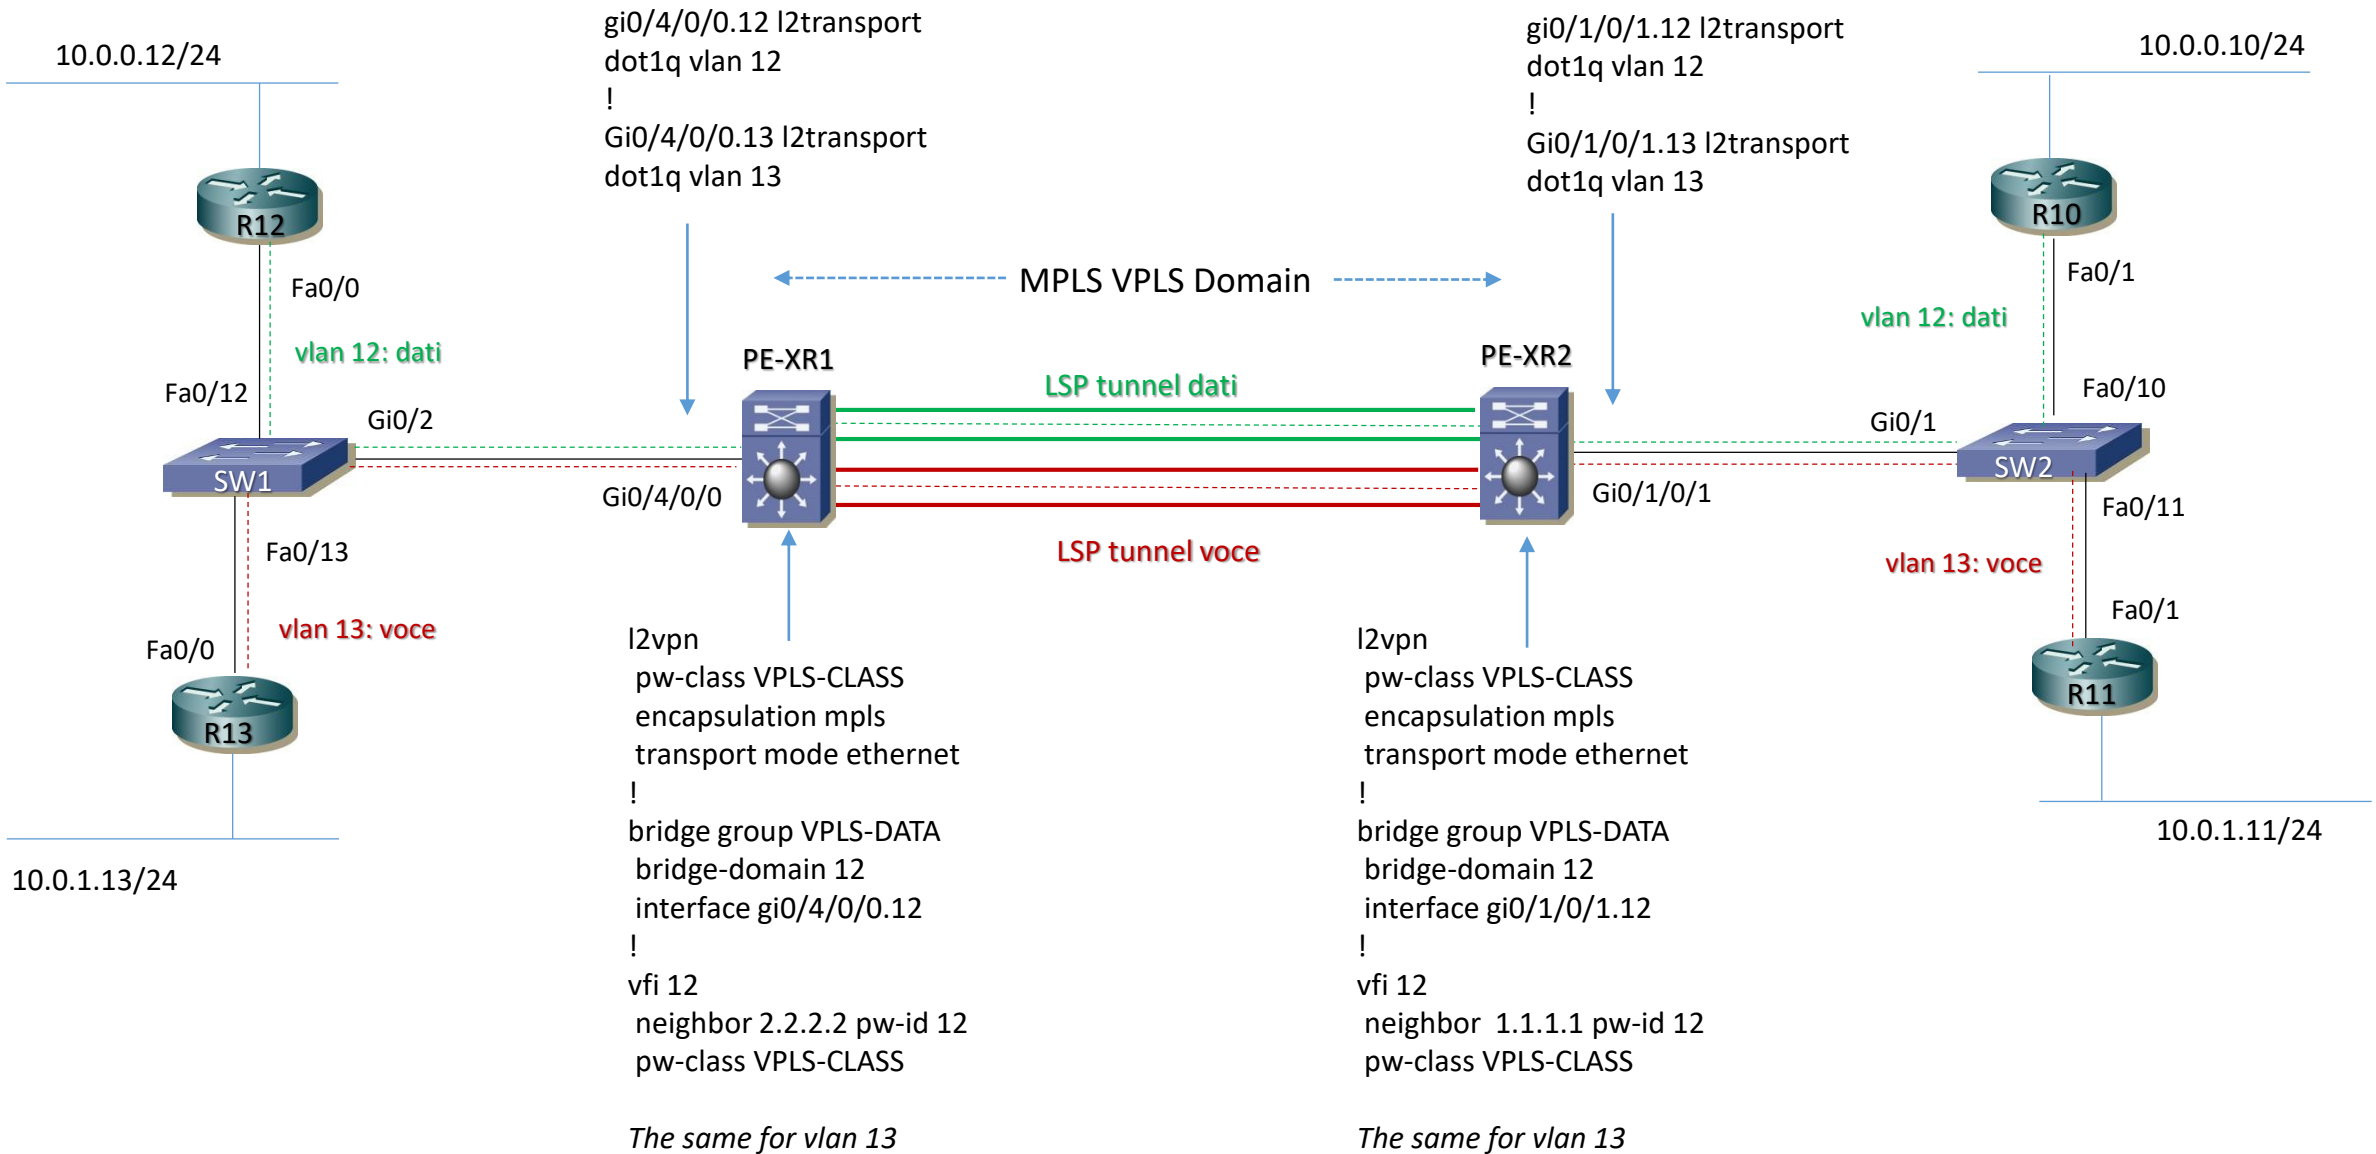 10.0.0.12/24
gi0/4/0/0.12 l2transport
dot1q vlan 12
!
Gi0/4/0/0.13 l2transport
dot1q vlan 13
gi0/1/0/1.12 l2transport
dot1q vlan 12
!
Gi0/1/0/1.13 l2transport
dot1q vlan 13
10.0.0.10/24
R12
Fa0/0
vlan 12: dati
Fa0/12
Gi0/2
SW1
Fa0/13
vlan 13: voce
Fa0/0
R13
10.0.1.13/24
MPLS VPLS Domain
PE-XR1
Gi0/4/0/0
LSP tunnel dati
LSP tunnel voce
PE-XR2
Gi0/1/0/1
R10
Fa0/1
vlan 12: dati
Fa0/10
Gi0/1
SW2
Fa0/11
vlan 13: voce
Fa0/1
R11
10.0.1.11/24
l2vpn
pw-class VPLS-CLASS
encapsulation mpls
transport mode ethernet
!
bridge group VPLS-DATA
bridge-domain 12
interface gi0/4/0/0.12
!
vfi 12
neighbor 2.2.2.2 pw-id 12
pw-class VPLS-CLASS
The same for vlan 13
l2vpn
pw-class VPLS-CLASS
encapsulation mpls
transport mode ethernet
!
bridge group VPLS-DATA
bridge-domain 12
interface gi0/1/0/1.12
!
vfi 12
neighbor  1.1.1.1 pw-id 12
pw-class VPLS-CLASS
The same for vlan 13